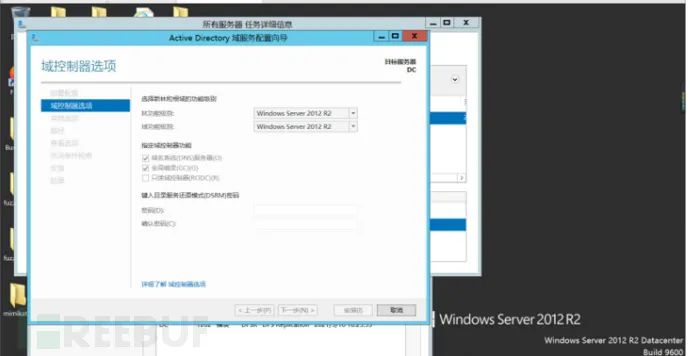 所有服务器 任务详细信息
Active Directory 域服务配置向导
域控制器选项
目标服务器
DC
部署配置
域控制器选项
其他选项
路径
查看选项
先决条件检查
安装
结果
选择新林和根域的功能级别
林功能级别:
Windows Server 2012 R2
域功能级别:
Windows Server 2012 R2
指定域控制器功能
域名系统(DNS)服务器(O)
全局编录(GC)(G)
只读域控制器(RODC)(R)
键入目录服务还原模式(DSRM)密码
密码(D):
确认密码(C):
详细了解 域控制器选项
< 上一步(P)
下一步(N) >
安装(I)
取消
mimikat
REEBUF
Windows Server 2012 R2
Windows Server 2012 R2 Datacenter
Build 9600